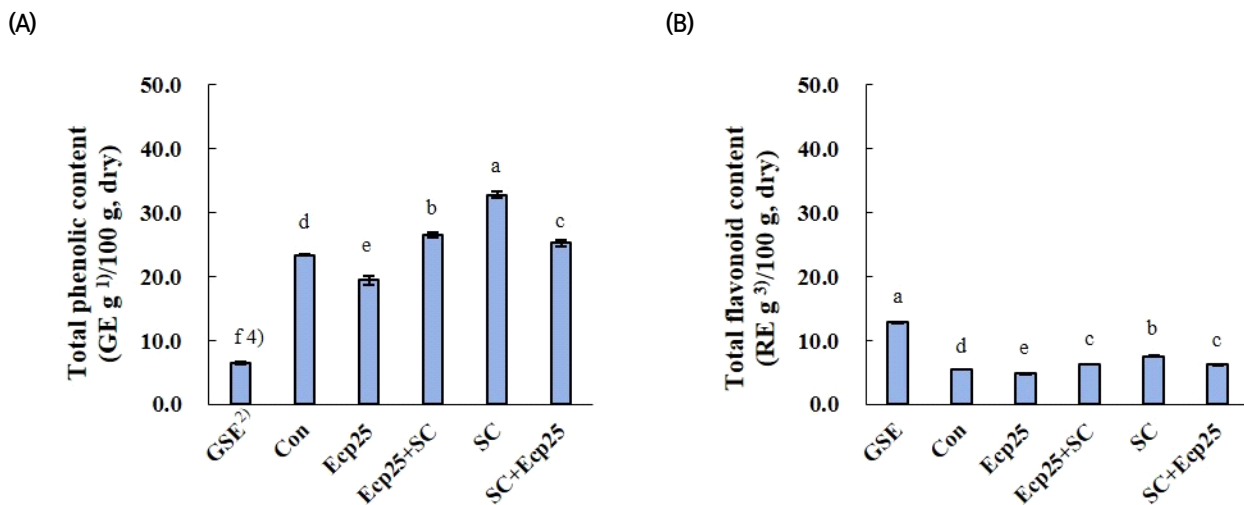 (A)
Total phenolic content
(GE g 1)/100 g, dry)
50.0
40.0
30.0
20.0
10.0
0.0
f 4)
d
e
b
a
c
GSE2)
Con
Ecp25
Ecp25+SC
SC
SC+Ecp25
(B)
Total flavonoid content
(RE g 3)/100 g, dry)
50.0
40.0
30.0
20.0
10.0
0.0
a
d
e
c
b
c
GSE
Con
Ecp25
Ecp25+SC
SC
SC+Ecp25